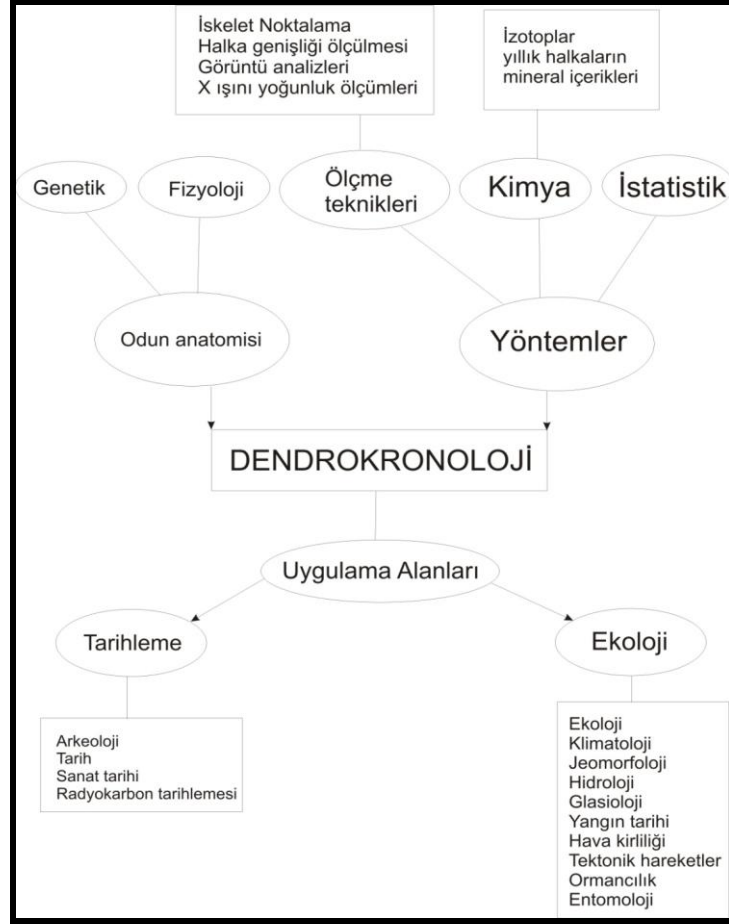 İskelet Noktalama
Halka genişliği ölçülmesi
Görüntü analizleri
X ışını yoğunluk ölçümleri
İzotoplar
yıllık halkaların
mineral içerikleri
Genetik
Fizyoloji
Ölçme
teknikleri
Kimya
İstatistik
Odun anatomisi
Yöntemler
DENDROKRONOLOJİ
Uygulama Alanları
Tarihleme
Ekoloji
Arkeoloji
Tarih
Sanat tarihi
Radyokarbon tarihlemesi
Ekoloji
Klimatoloji
Jeomorfoloji
Hidroloji
Glasioloji
Yangın tarihi
Hava kirliliği
Tektonik hareketler
Ormancılık
Entomoloji